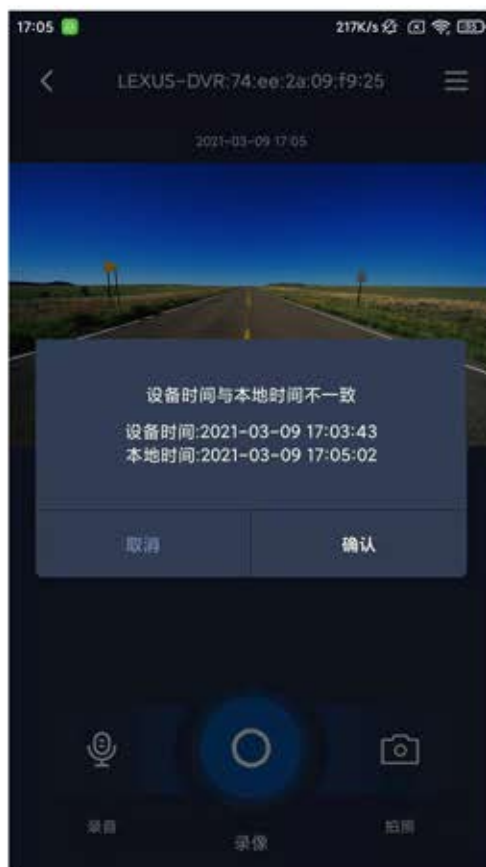 17:05
217K/s
LEXUS-DVR:74:ee:2a:09:f9:25
2021-03-09 17:05
设备时间与本地时间不一致
设备时间:2021-03-09 17:03:43
本地时间:2021-03-09 17:05:02
取消 确认
录音 录像 拍照